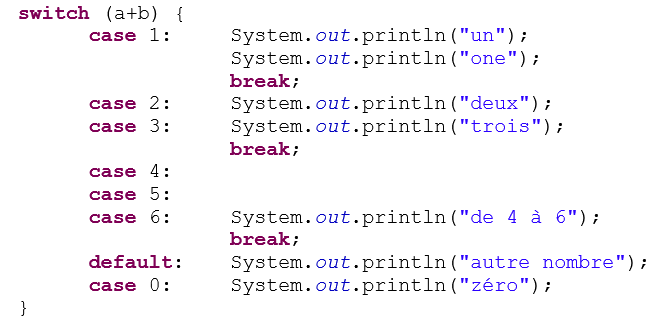 switch (a+b) {
case 1: System.out.println("un");
System.out.println("one");
break;
case 2: System.out.println("deux");
case 3: System.out.println("trois");
break;
case 4:
case 5:
case 6: System.out.println("de 4 à 6");
break;
default: System.out.println("autre nombre");
case 0: System.out.println("zéro");
}